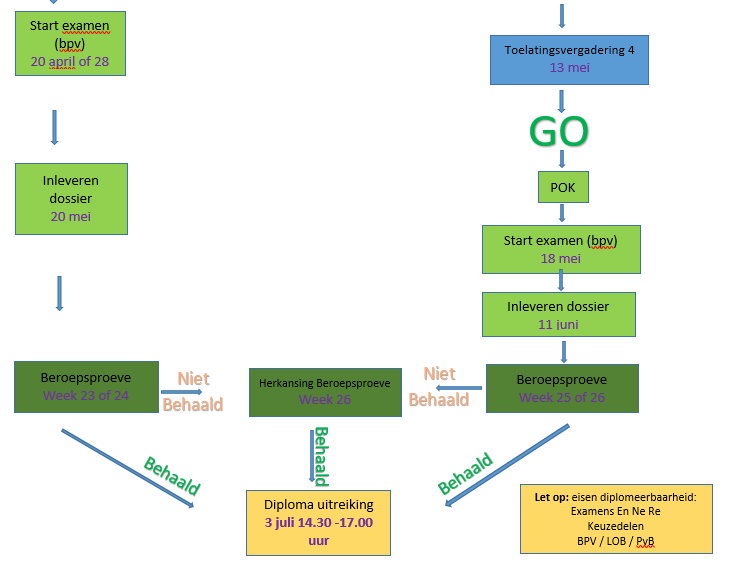 Start examen
(bpv)
20 april of 28
Inleveren
dossier
20 mei
Beroepsproeve
Week 23 of 24
Niet
Behaald
Behaald
Toelatingsvergadering 4
13 mei
GO
POK
Start examen (bpv)
18 mei
Inleveren dossier
11 juni
Beroepsproeve
Week 25 of 26
Niet
Behaald
Behaald
Herkansing Beroepsproeve
Week 26
Behaald
Diploma uitreiking
3 juli 14.30 -17.00
uur
Let op: eisen diplomeerbaarheid:
Examens En Ne Re
Keuzedelen
BPV / LOB / PvB